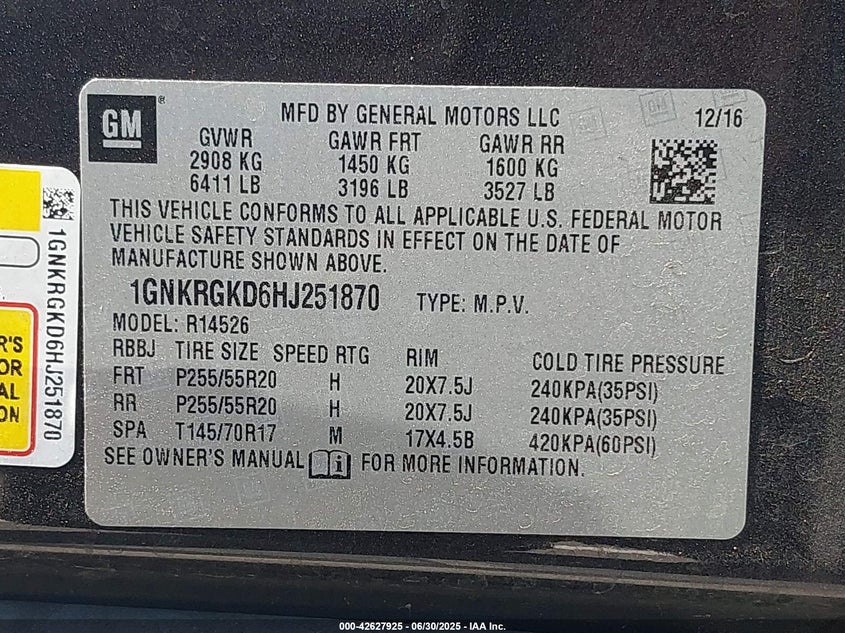 GM
®
MFD BY GENERAL MOTORS LLC
12/16
GVWR GAWR FRT GAWR RR
2908 KG 1450 KG 1600 KG
6411 LB 3196 LB 3527 LB
THIS VEHICLE CONFORMS TO ALL APPLICABLE U.S. FEDERAL MOTOR
VEHICLE SAFETY STANDARDS IN EFFECT ON THE DATE OF
MANUFACTURE SHOWN ABOVE.
1GNKRGKD6HJ251870 TYPE: M.P.V.
MODEL: R14526
RBBJ TIRE SIZE SPEED RTG RIM COLD TIRE PRESSURE
FRT P255/55R20 H 20X7.5J 240KPA(35PSI)
RR P255/55R20 H 20X7.5J 240KPA(35PSI)
SPA T145/70R17 M 17X4.5B 420KPA(60PSI)
SEE OWNER'S MANUAL i FOR MORE INFORMATION.
1GNKRGKD6HJ251870
R'S
OR
AL
ON
000-42627925 - 06/30/2025 - IAA Inc.